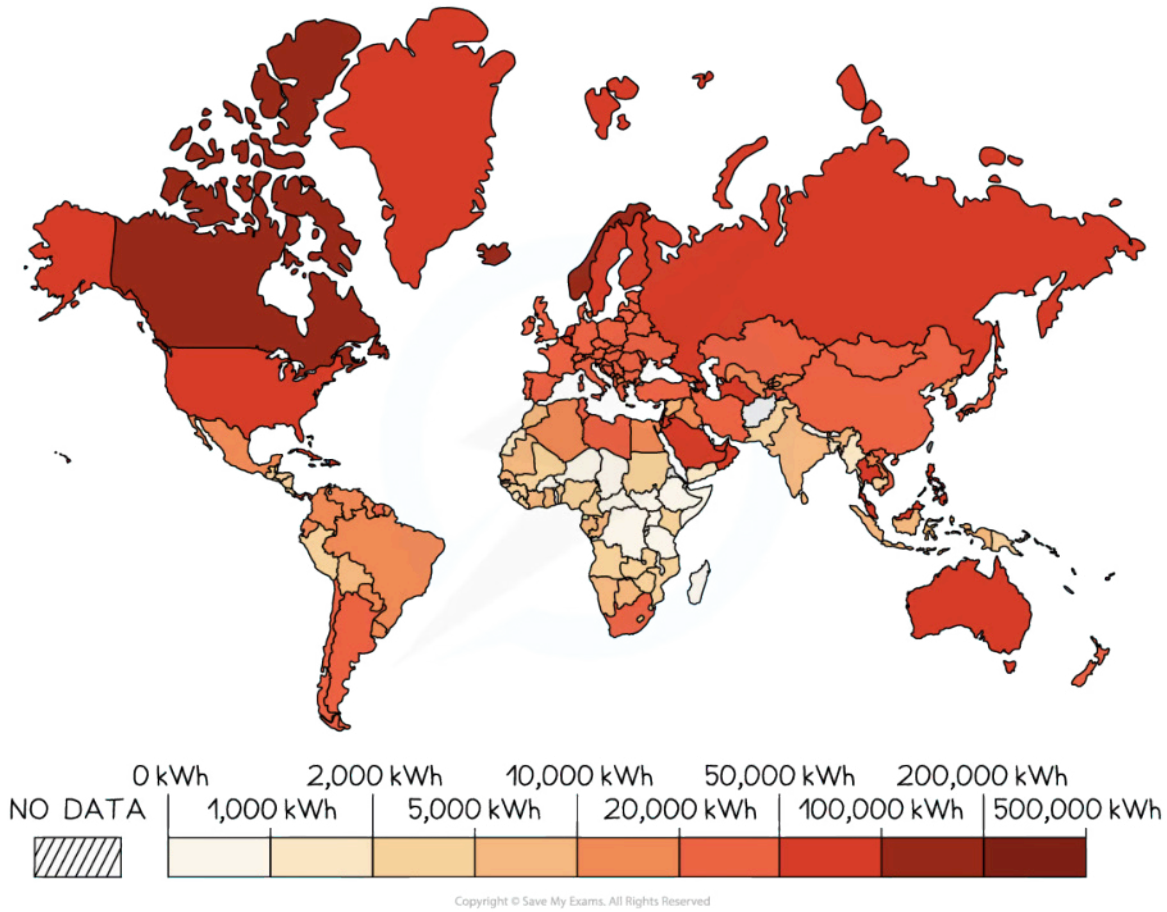 0 kWh 2,000 kWh 10,000 kWh 50,000 kWh 200,000 kWh
NO DATA 1,000 kWh 5,000 kWh 20,000 kWh 100,000 kWh 500,000 kWh
Copyright © Save My Exams. All Rights Reserved